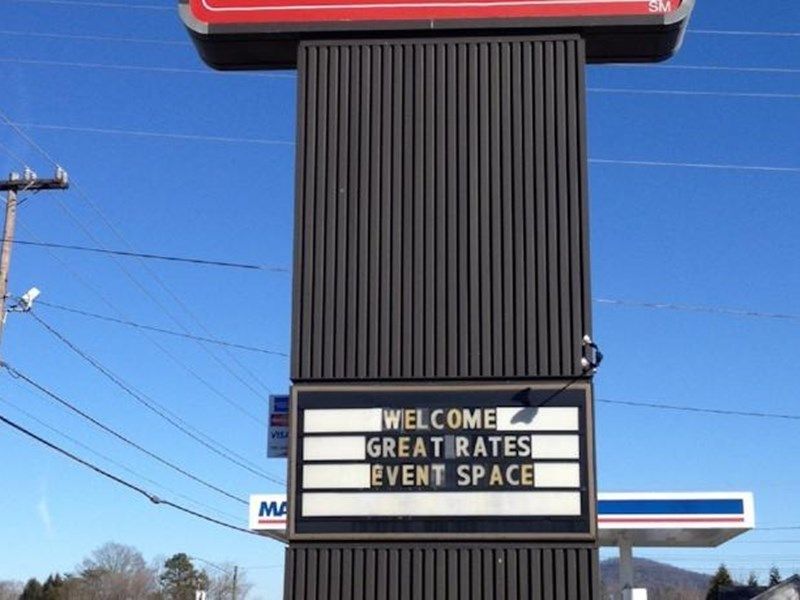 SM
WELCOME
GREAT RATES
EVENT SPACE
VISA
MA